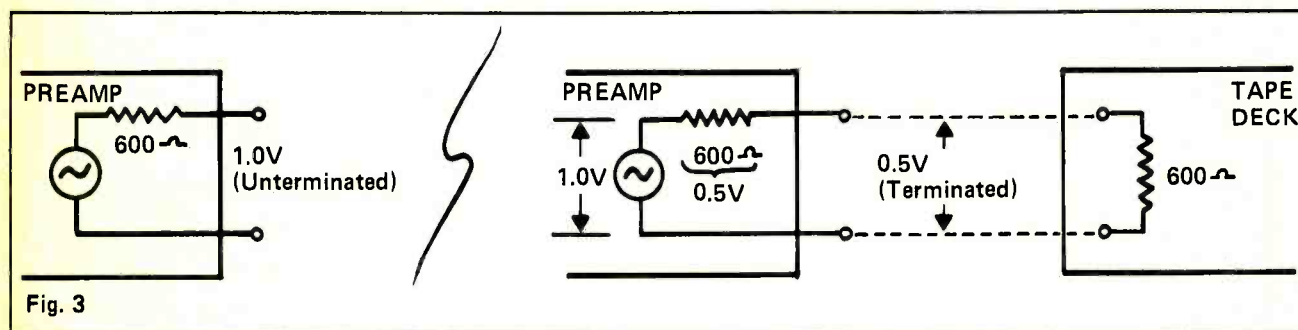 PREAMP
600 Ω
1.0V
(Unterminated)
PREAMP
1.0V
600 Ω
0.5V
0.5V
(Terminated)
TAPE
DECK
600 Ω
Fig. 3